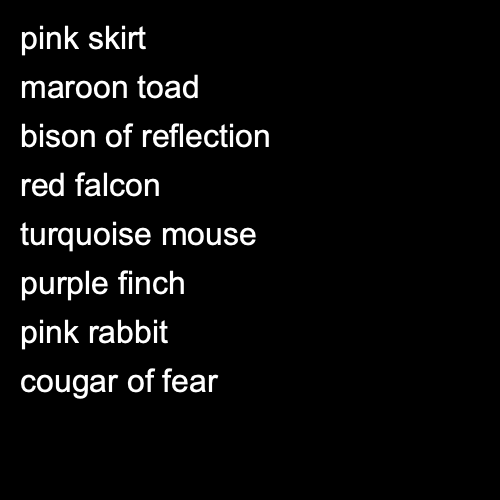 pink skirt
maroon toad
bison of reflection
red falcon
turquoise mouse
purple finch
pink rabbit
cougar of fear